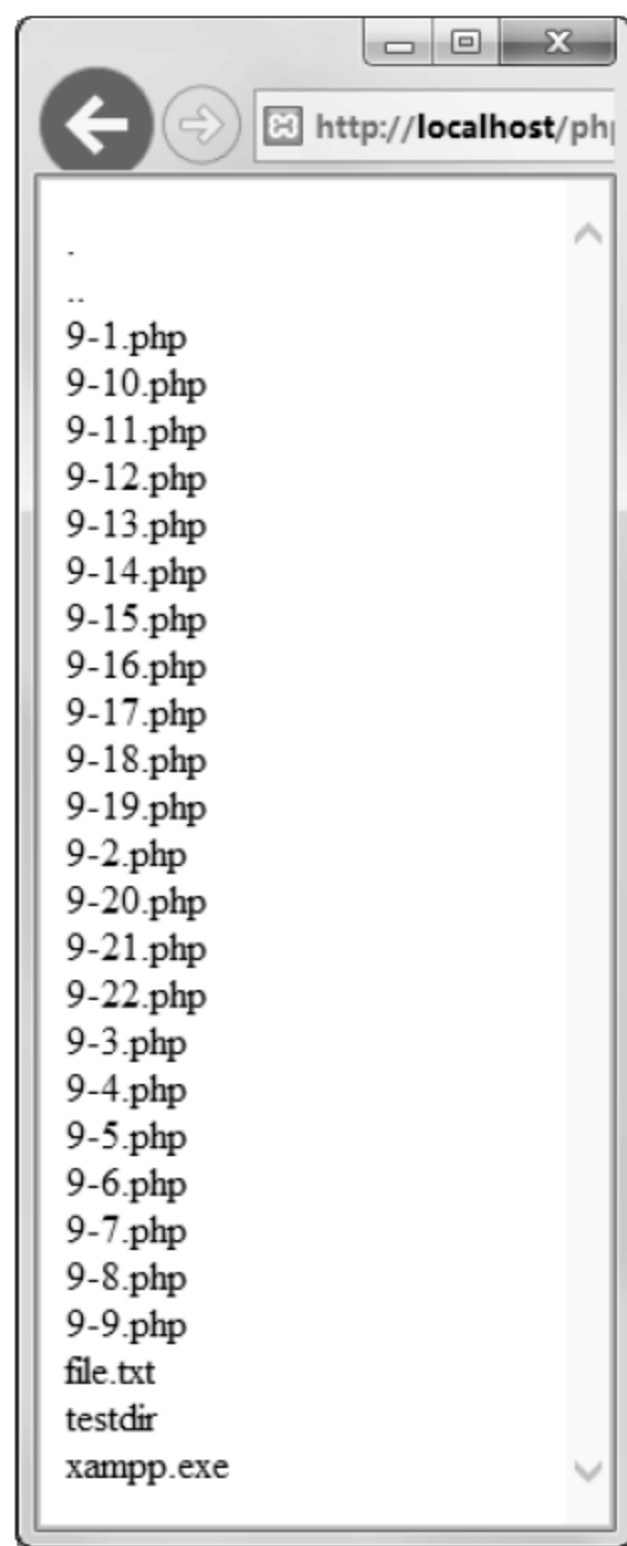 http://localhost/ph
.
..
9-1.php
9-10.php
9-11.php
9-12.php
9-13.php
9-14.php
9-15.php
9-16.php
9-17.php
9-18.php
9-19.php
9-2.php
9-20.php
9-21.php
9-22.php
9-3.php
9-4.php
9-5.php
9-6.php
9-7.php
9-8.php
9-9.php
file.txt
testdir
xampp.exe